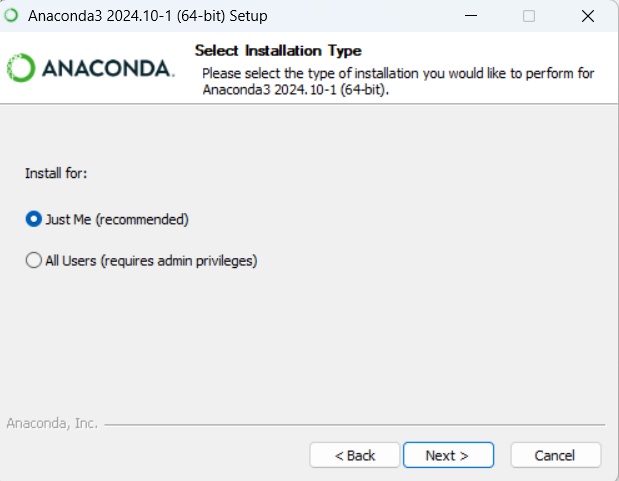 Anaconda3 2024.10-1 (64-bit) Setup
ANACONDA.
Select Installation Type
Please select the type of installation you would like to perform for
Anaconda3 2024.10-1 (64-bit).
Install for:
Just Me (recommended)
All Users (requires admin privileges)
Anaconda, Inc.
< Back
Next >
Cancel